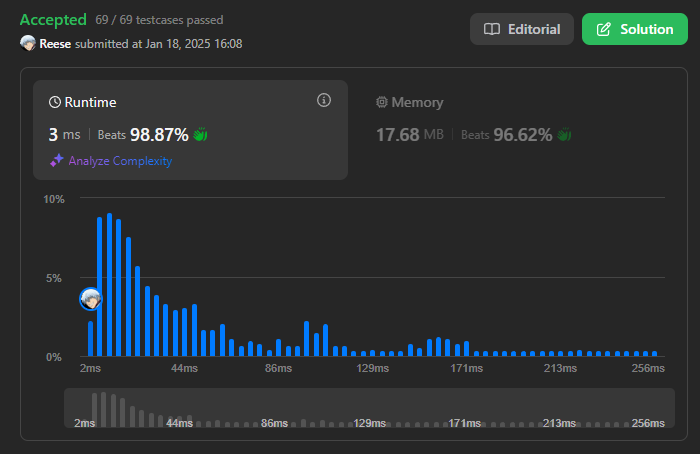 Accepted 69 / 69 testcases passed
Reese submitted at Jan 18, 2025 16:08
Editorial
Solution
Runtime
3 ms | Beats 98.87%
Analyze Complexity
Memory
17.68 MB | Beats 96.62%
10%
5%
0%
2ms 44ms 86ms 129ms 171ms 213ms 256ms
2ms 44ms 86ms 129ms 171ms 213ms 256ms